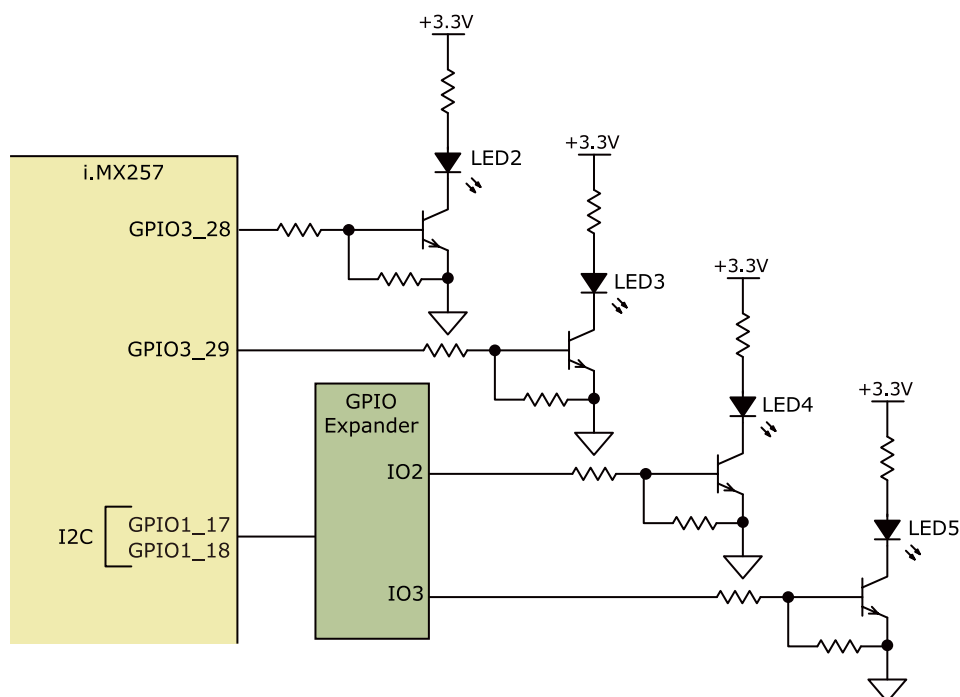 +3.3V
LED2
+3.3V
i.MX257
GPIO3_28
LED3
+3.3V
GPIO3_29
GPIO
Expander
LED4
+3.3V
IO2
I2C
GPIO1_17
GPIO1_18
LED5
IO3